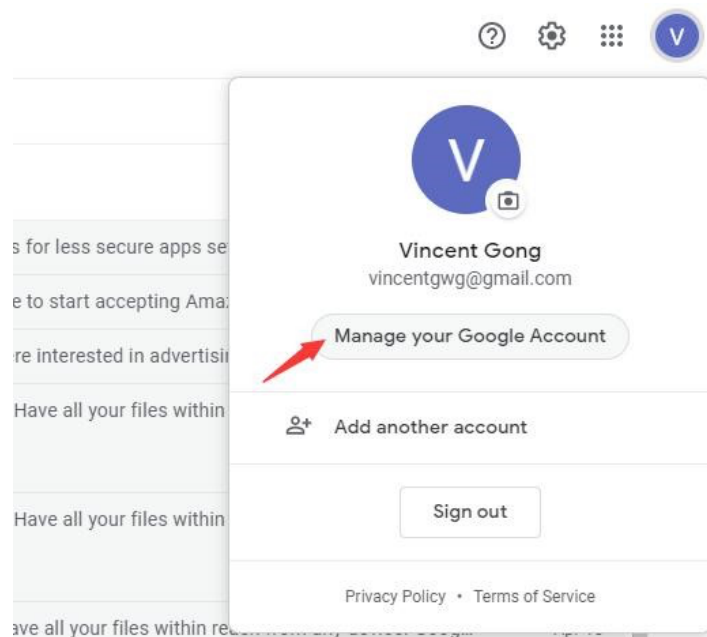 V
V
s for less secure apps se
Vincent Gong
vincentgwg@gmail.com
e to start accepting Ama
Manage your Google Account
re interested in advertisi
Have all your files within
Add another account
Have all your files within
Sign out
Privacy Policy • Terms of Service
ave all your files within